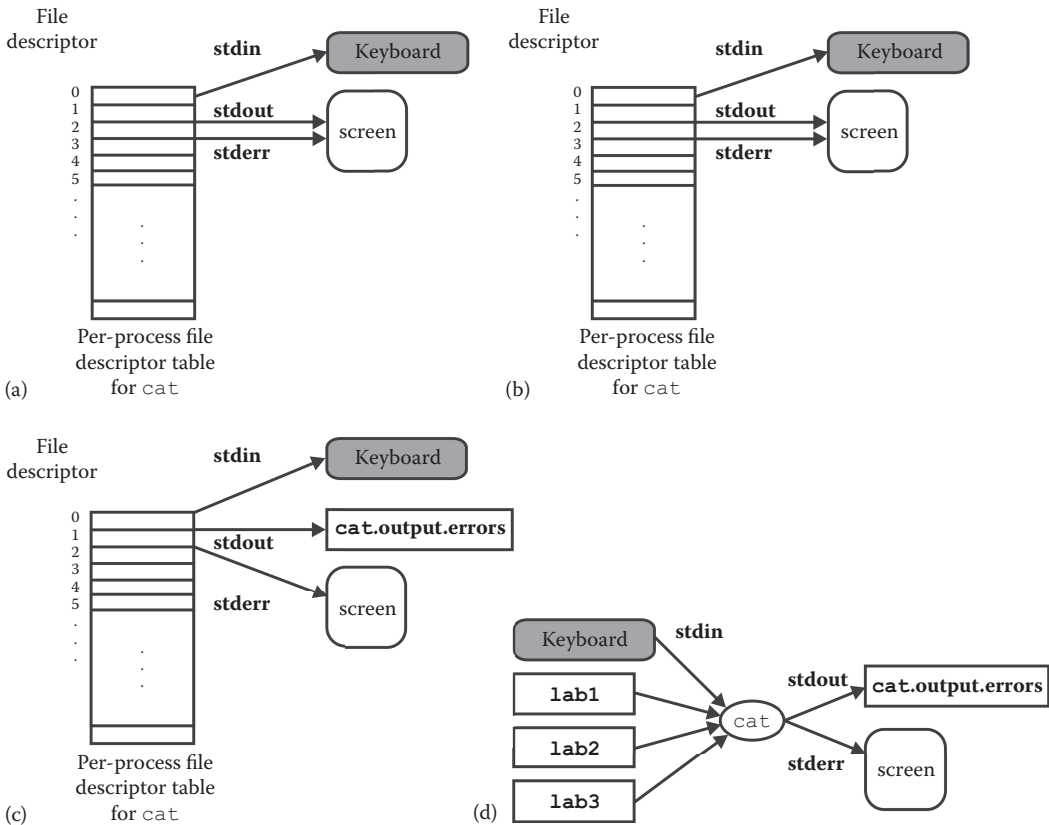 File
descriptor
stdin
Keyboard
0
1
2
3
4
5
.
.
.
stdout
stderr
screen
.
.
.
Per-process file
descriptor table
for cat
(a)
File
descriptor
stdin
Keyboard
0
1
2
3
4
5
.
.
.
stdout
stderr
screen
.
.
.
Per-process file
descriptor table
for cat
(b)
File
descriptor
stdin
Keyboard
0
1
2
3
4
5
.
.
.
cat.output.errors
stdout
stderr
screen
.
.
.
Per-process file
descriptor table
for cat
(c)
Keyboard
stdin
lab1
lab2
lab3
cat
stdout
cat.output.errors
stderr
screen
(d)